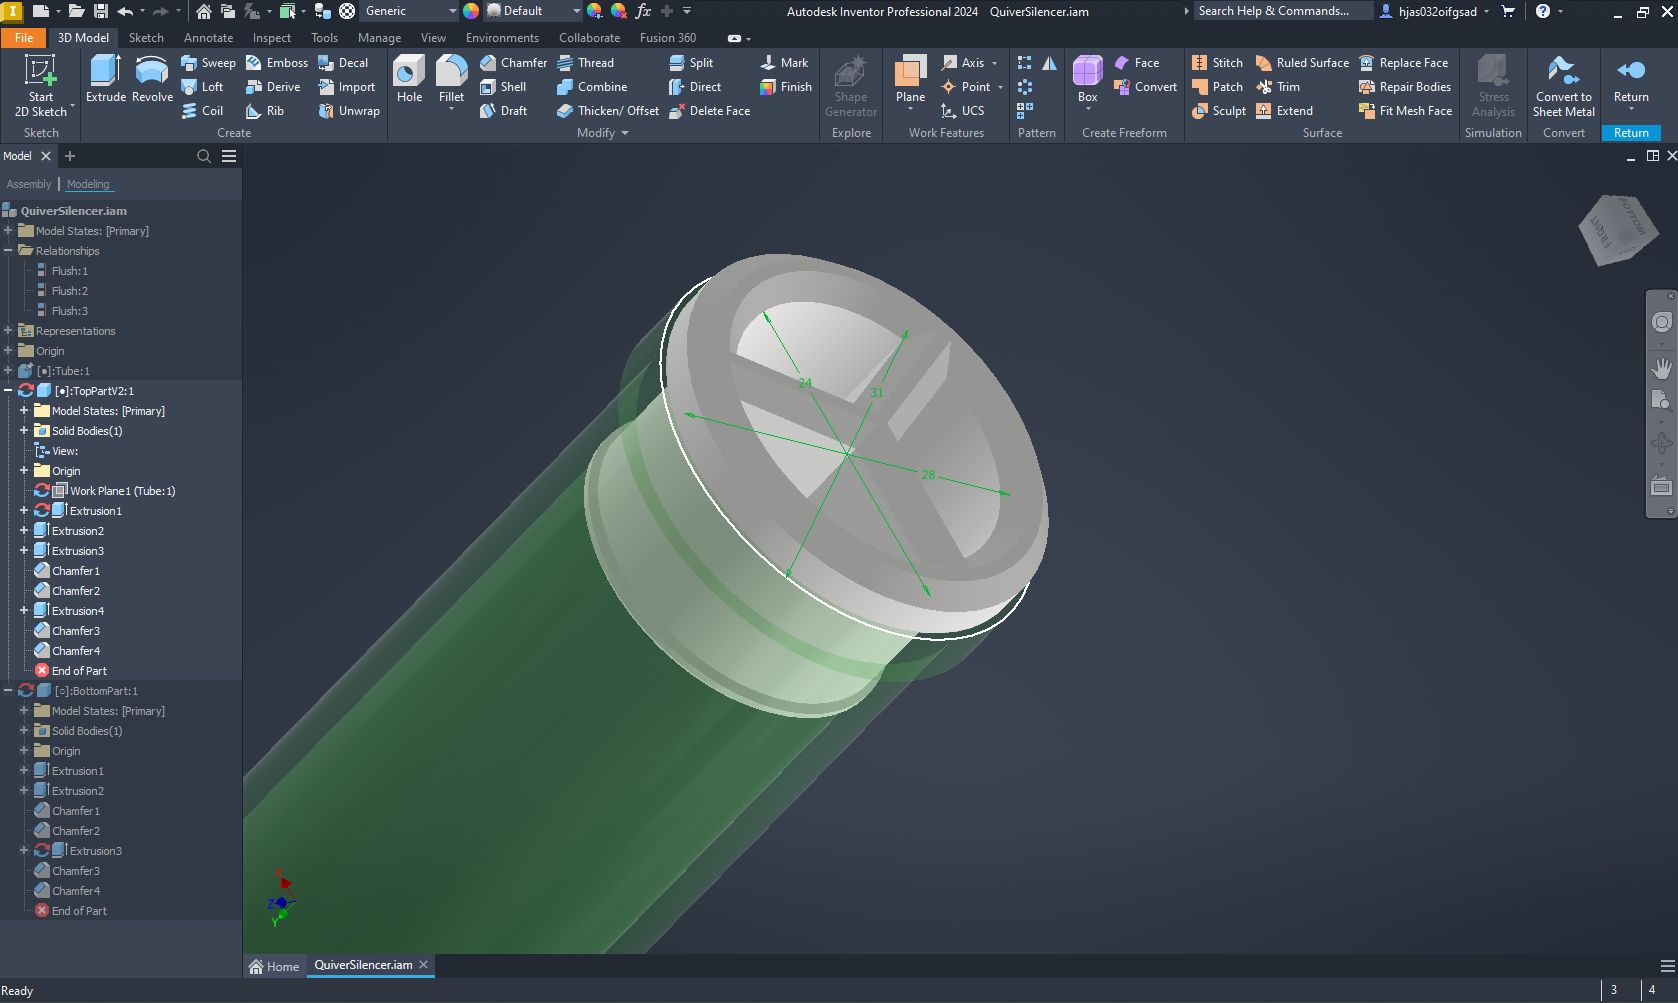 Generic
Default
fx
Autodesk Inventor Professional 2024 QuiverSilencer.iam
Search Help & Commands...
hjas032oifgsad
File
3D Model
Sketch
Annotate
Inspect
Tools
Manage
View
Environments
Collaborate
Fusion 360
Start
2D Sketch
Sketch
Extrude
Revolve
Sweep
Loft
Coil
Emboss
Derive
Rib
Decal
Import
Unwrap
Create
Hole
Fillet
Chamfer
Shell
Draft
Thread
Combine
Thicken/ Offset
Split
Direct
Delete Face
Mark
Finish
Modify
Shape
Generator
Explore
Plane
Axis
Point
UCS
Work Features
Pattern
Box
Face
Convert
Create Freeform
Stitch
Patch
Sculpt
Ruled Surface
Trim
Extend
Replace Face
Repair Bodies
Fit Mesh Face
Surface
Stress
Analysis
Simulation
Convert to
Sheet Metal
Convert
Return
Return
Model
Assembly | Modeling
QuiverSilencer.iam
Model States: [Primary]
Relationships
Flush:1
Flush:2
Flush:3
Representations
Origin
[●]:Tube:1
[●]:TopPartV2:1
Model States: [Primary]
Solid Bodies(1)
View:
Origin
Work Plane1 (Tube:1)
Extrusion1
Extrusion2
Extrusion3
Chamfer1
Chamfer2
Extrusion4
Chamfer3
Chamfer4
End of Part
[○]:BottomPart:1
Model States: [Primary]
Solid Bodies(1)
Origin
Extrusion1
Extrusion2
Chamfer1
Chamfer2
Extrusion3
Chamfer3
Chamfer4
End of Part
24
31
28
FRONT
BOTTOM
X
Z
Y
Home
QuiverSilencer.iam
Ready
3
4